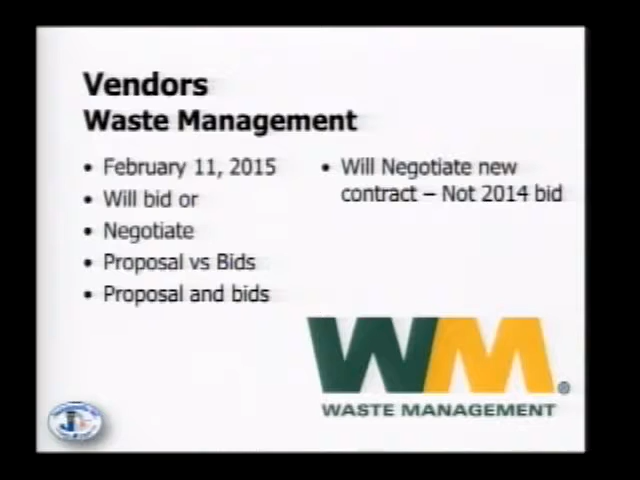 Vendors
Waste Management
• February 11, 2015
• Will bid or
• Negotiate
• Proposal vs Bids
• Proposal and bids
• Will Negotiate new
contract – Not 2014 bid
WM®
WASTE MANAGEMENT